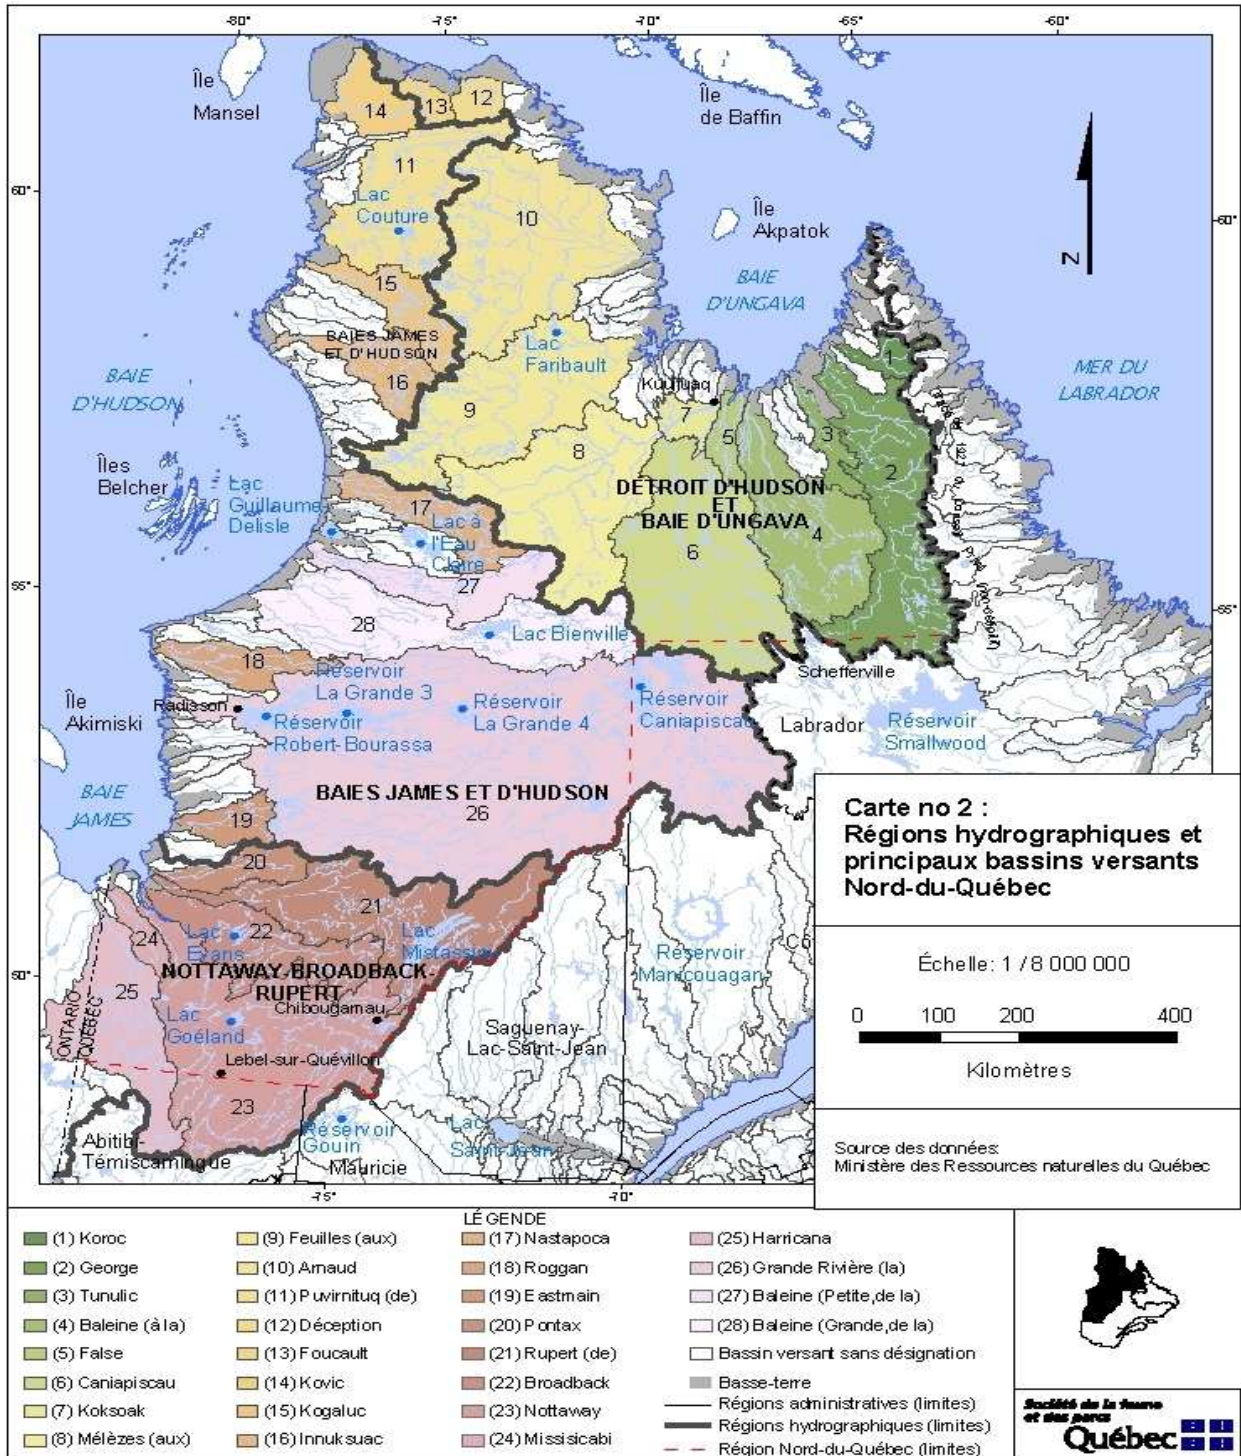 -80°
-75°
-70°
-65°
-60°
Île
Mansel
Île
de Baffin
14
13
12
11
60°
60°
Lac
Couture
10
Île
Akpatok
N
15
BAIE
D'UNGAVA
BAIES JAMES
ET D'HUDSON
Lac
Faribault
1
BAIE
D'HUDSON
MER DU
LABRADOR
16
Kuujjuaq
9
7
8
5
3
2
Îles
Belcher
Lac
Guillaume
Delisle
17
Lac à
l'Eau
Claire
DÉTROIT D'HUDSON
ET
BAIE D'UNGAVA
4
6
55°
55°
27
28
Lac Bienville
18
Réservoir
La Grande 3
Schefferville
Île
Akimiski
Radisson
Réservoir
Robert-Bourassa
Réservoir
La Grande 4
Réservoir
Caniapiscau
Labrador
Réservoir
Smallwood
BAIE
JAMES
BAIES JAMES ET D'HUDSON
26
19
20
21
Carte no 2 :
Régions hydrographiques et
principaux bassins versants
Nord-du-Québec
24
22
Lac
Evans
Lac
Mistassini
50°
NOTTAWAY-BROADBACK-
RUPERT
Réservoir
Manicouagan
Cô
Échelle: 1 / 8 000 000
25
Chibougamau
0 100 200 400
Kilomètres
ONTARIO
QUÉBEC
Lac
Goéland
Saguenay-
Lac-Saint-Jean
Lebel-sur-Quévillon
23
Abitibi-
Témiscamingue
Réservoir
Gouin
Mauricie
Lac
Saint-Jean
Source des données:
Ministère des Ressources naturelles du Québec
-75°
-70°
LÉGENDE
(1) Koroc
(2) George
(3) Tunulic
(4) Baleine (à la)
(5) False
(6) Caniapiscau
(7) Koksoak
(8) Mélèzes (aux)
(9) Feuilles (aux)
(10) Arnaud
(11) Puvirnituq (de)
(12) Déception
(13) Foucault
(14) Kovic
(15) Kogaluc
(16) Innuksuac
(17) Nastapoca
(18) Roggan
(19) Eastmain
(20) Pontax
(21) Rupert (de)
(22) Broadback
(23) Nottaway
(24) Missisicabi
(25) Harricana
(26) Grande Rivière (la)
(27) Baleine (Petite,de la)
(28) Baleine (Grande,de la)
Bassin versant sans désignation
Basse-terre
Régions administratives (limites)
Régions hydrographiques (limites)
Région Nord-du-Québec (limites)
Société de la faune
et des parcs
Québec